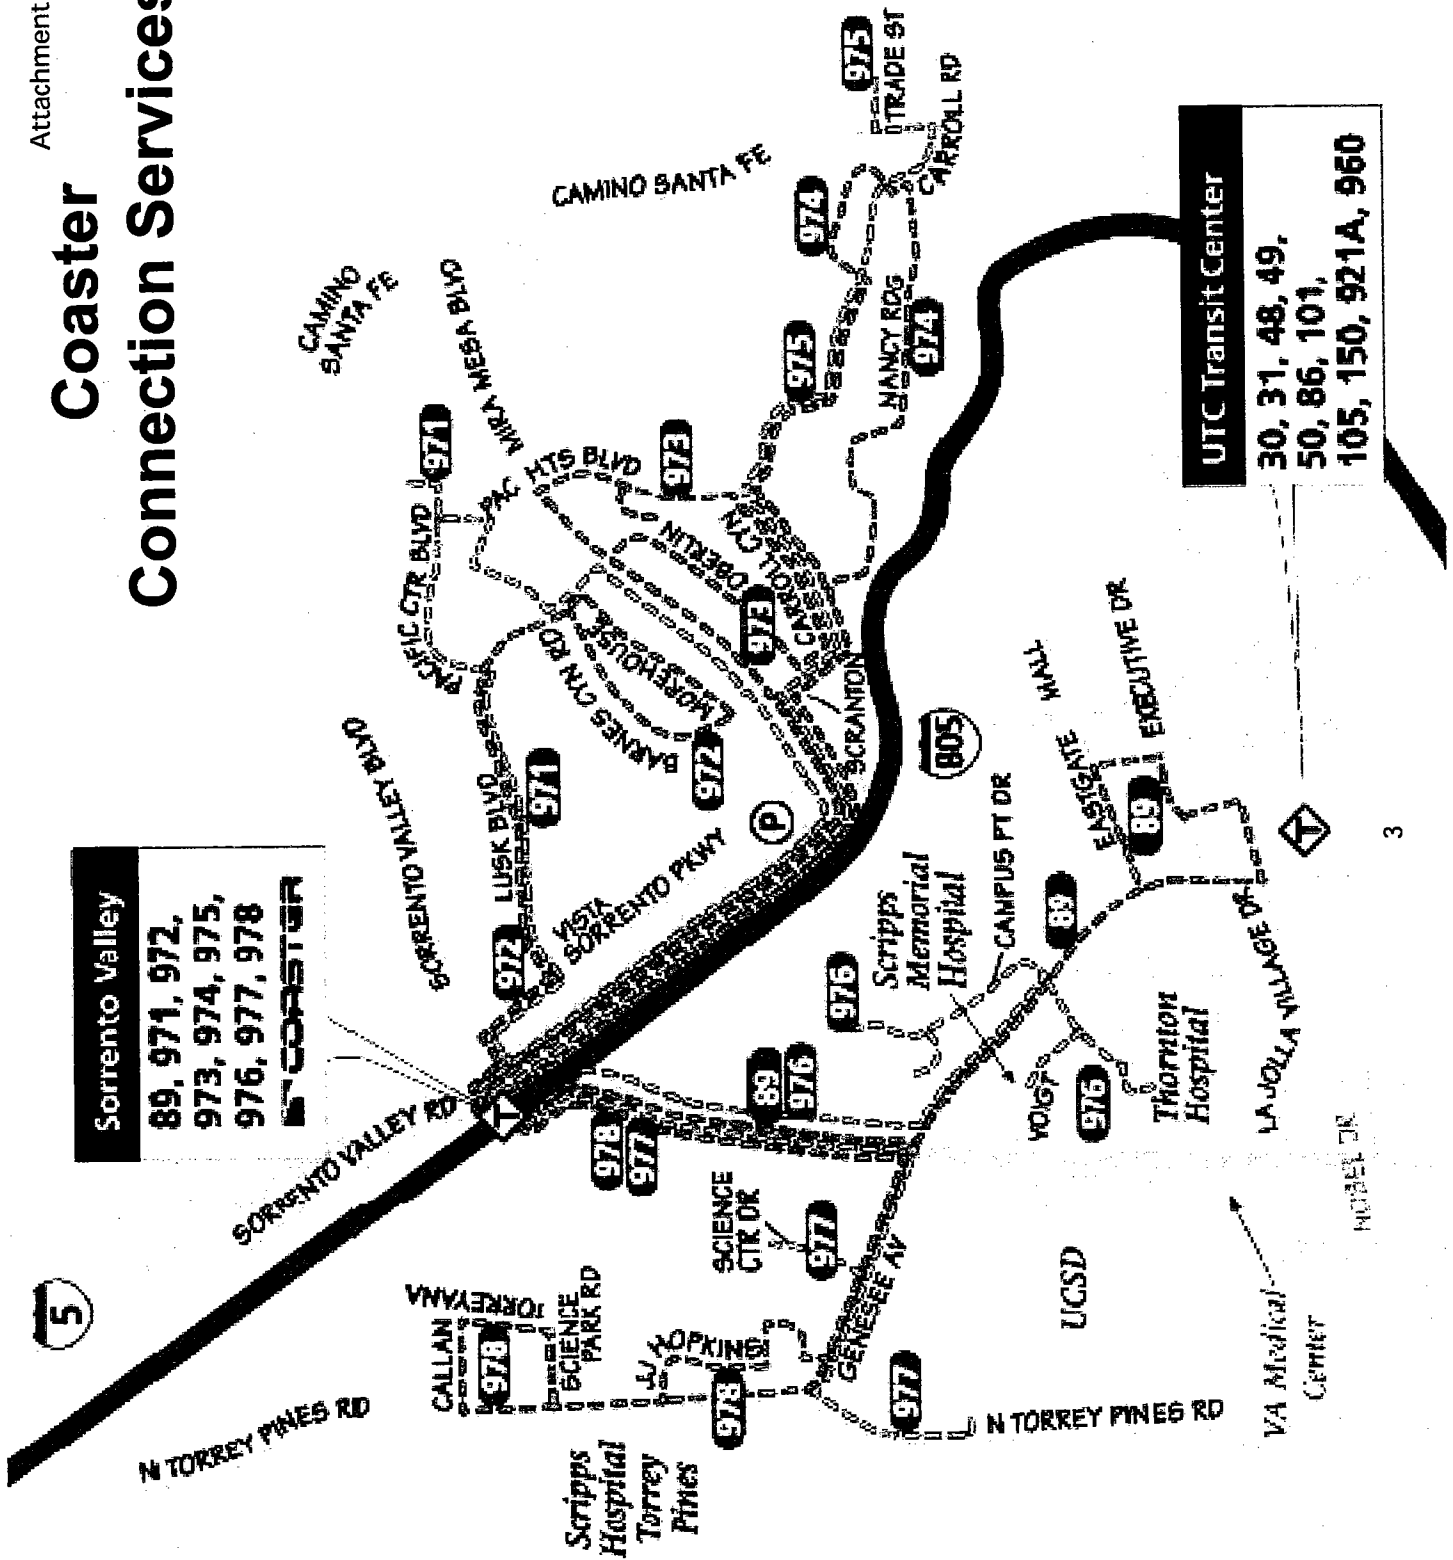 Attachment
Coaster
Connection Services
Sorrento Valley
89, 971, 972,
973, 974, 975,
976, 977, 978
COASTER
UTC Transit Center
30, 31, 48, 49,
50, 86, 101,
105, 150, 921A, 960
5
805
P
T
T
SORRENTO VALLEY RD
SORRENTO VALLEY BLVD
N TORREY PINES RD
CALLAN
TORREYANA
SCIENCE
PARK RD
978
J HOPKINS
978
Scripps
Hospital
Torrey
Pines
SCIENCE
CTR DR
977
GENESEE AV
977
N TORREY PINES RD
UCSD
VA Medical
Center
NOBEL DR
978
977
89
976
976
Scripps
Memorial
Hospital
CAMPUS PT DR
VOIGT
976
Thornton
Hospital
LA JOLLA VILLAGE DR
89
EASTGATE MALL
EXECUTIVE DR
89
VISTA
SORRENTO PKWY
972
LUSK BLVD
971
PACIFIC CTR BLVD
971
PAC HTS BLVD
MIRA MESA BLVD
CAMINO
SANTA FE
BARNES CYN RD
MOREHOUSE
972
OBERLIN
973
973
CARROLL CYN
SCRANTON
975
NANCY RDG
974
974
CAMINO SANTA FE
CARROLL RD
TRADE ST
975
3